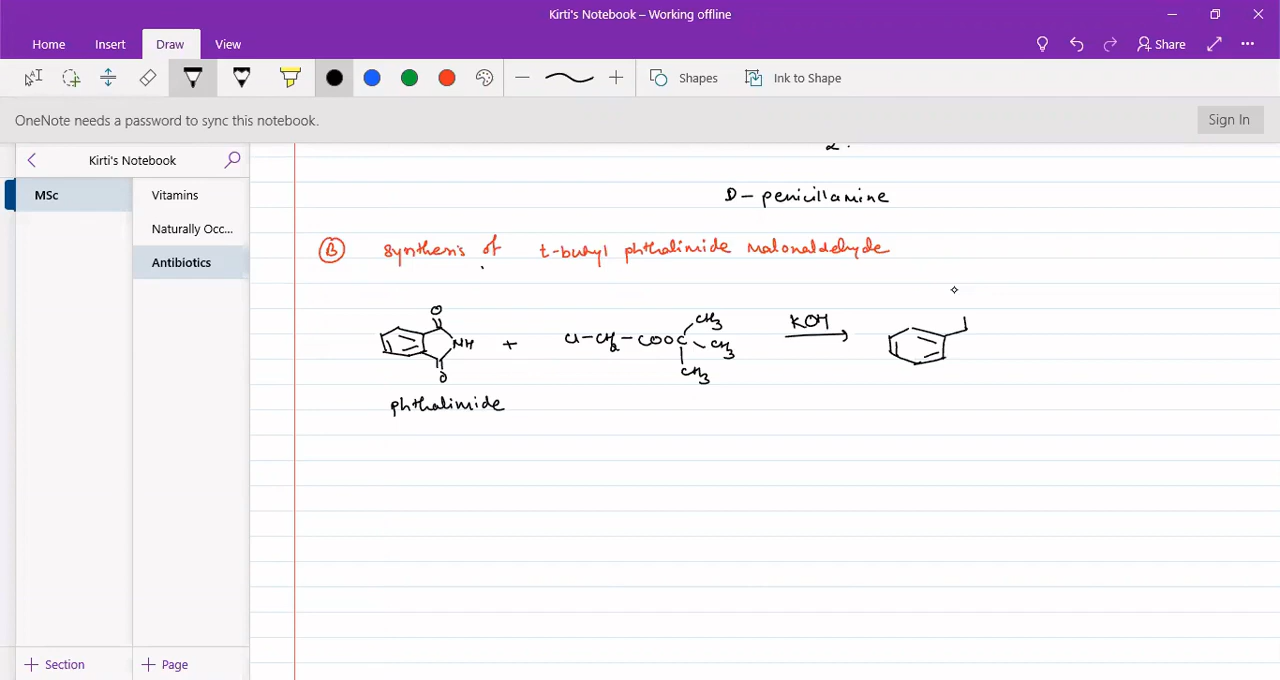 Kirti's Notebook – Working offline
Home Insert Draw View Share
Shapes Ink to Shape
OneNote needs a password to sync this notebook. Sign In
Kirti's Notebook
MSc
Vitamins
Naturally Occ...
Antibiotics
D - penicillamine
B synthesis of t-butyl phthalimide malonaldehyde
O
NH + Cl-CH2-COOC CH3 CH3 CH3 KOH
O
phthalimide
+ Section + Page